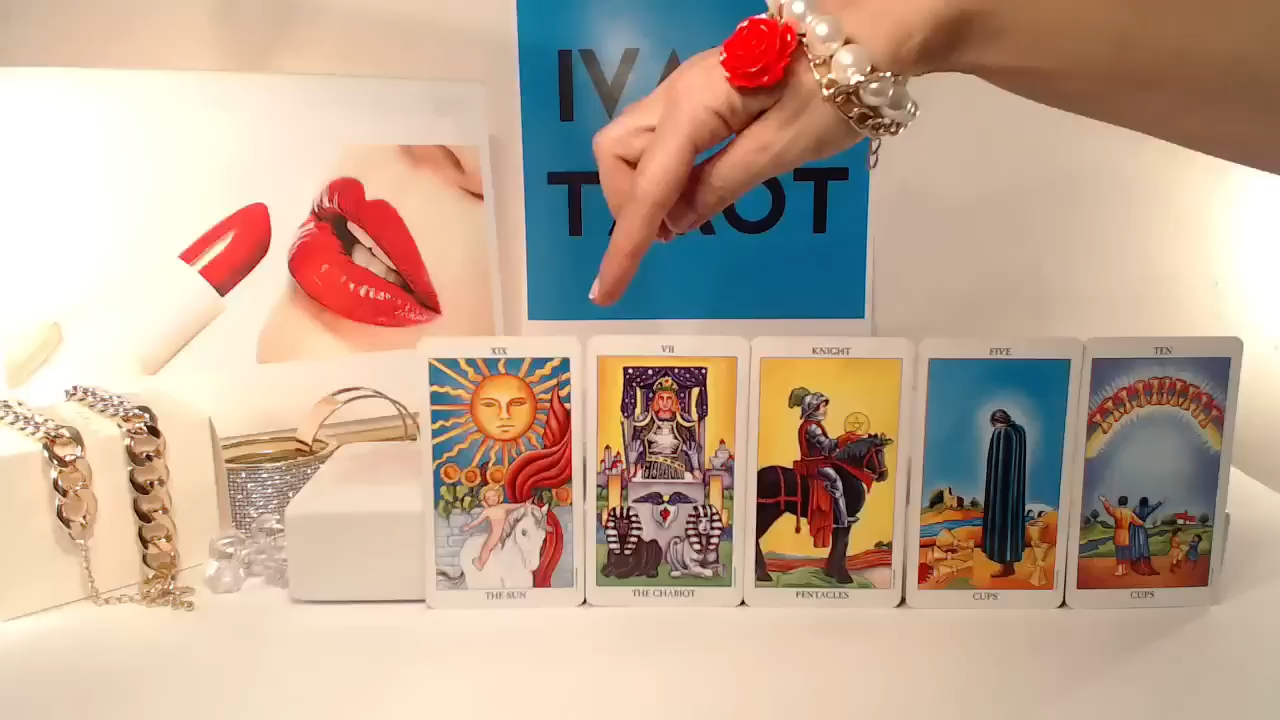 IVA
TAROT
XIX
THE SUN
VII
THE CHARIOT
KNIGHT
PENTACLES
FIVE
CUPS
TEN
CUPS